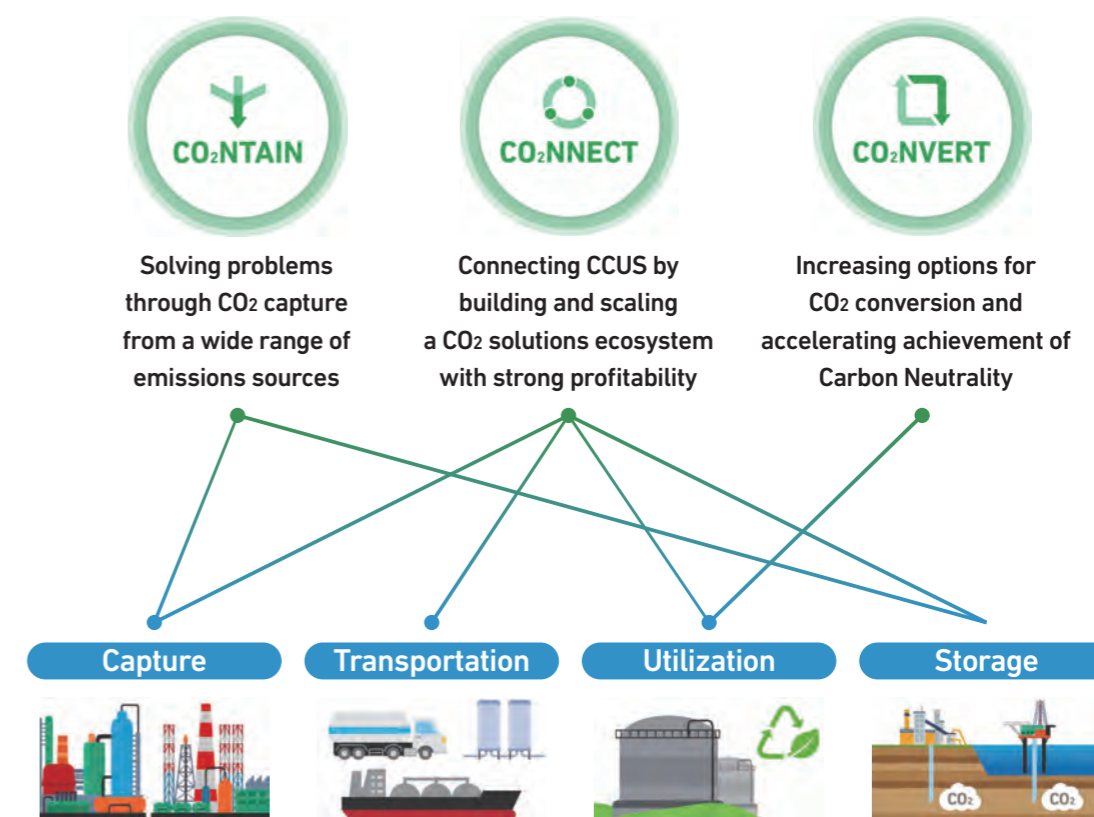 CO₂NTAIN
CO₂NNECT
CO₂NVERT
Solving problems
through CO₂ capture
from a wide range of
emissions sources
Connecting CCUS by
building and scaling
a CO₂ solutions ecosystem
with strong profitability
Increasing options for
CO₂ conversion and
accelerating achievement of
Carbon Neutrality
Capture
Transportation
Utilization
Storage
CO₂
CO₂